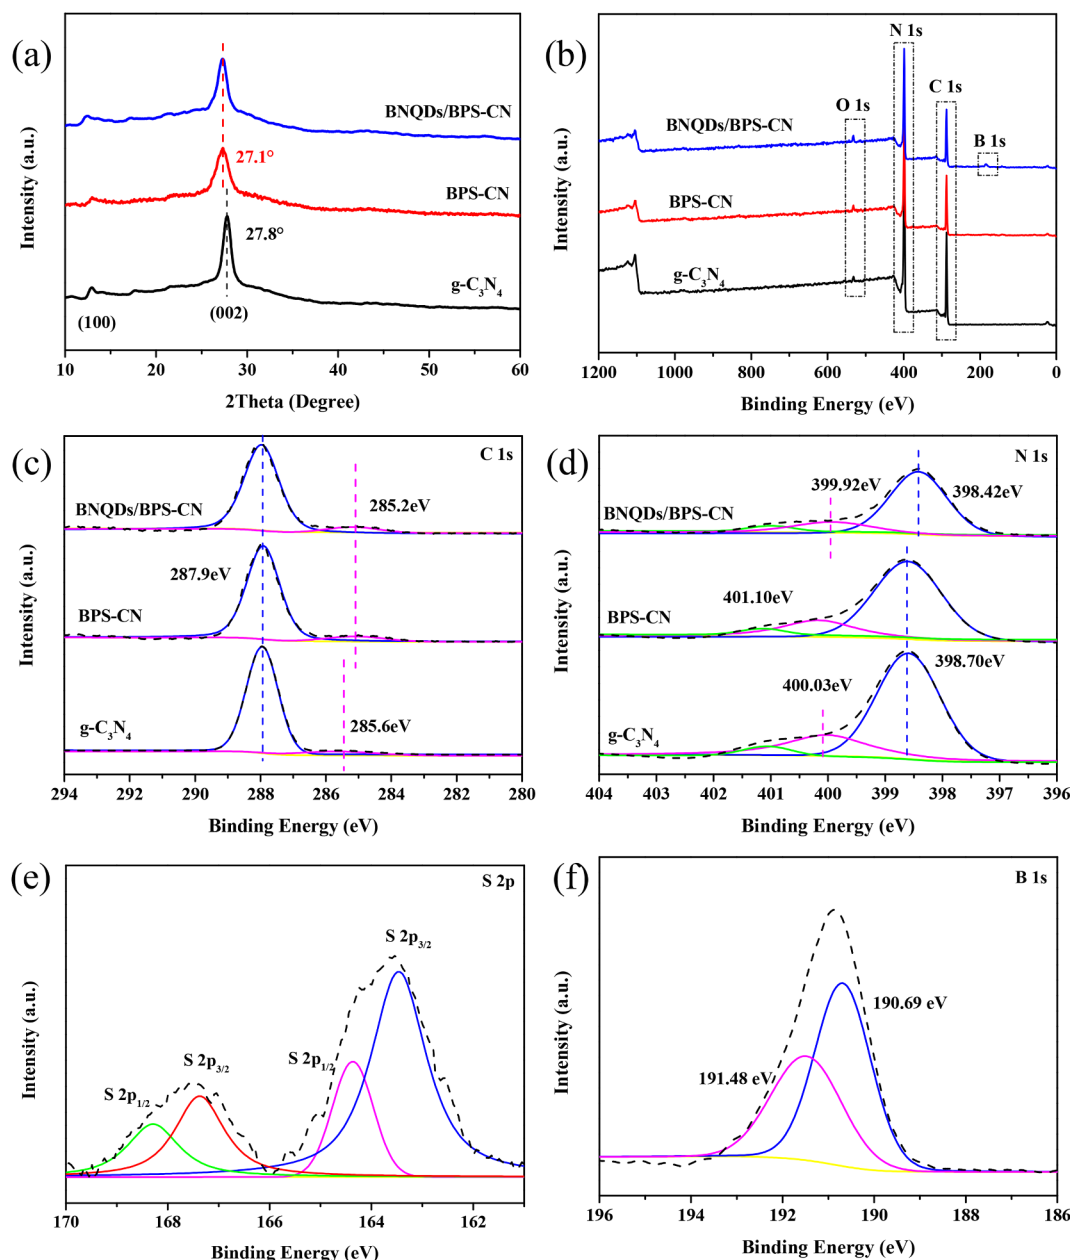 (a)
BNQDs/BPS-CN
27.1°
BPS-CN
27.8°
g-C3N4
(100)
(002)
Intensity (a.u.)
10 20 30 40 50 60
2Theta (Degree)
(b)
N 1s
C 1s
O 1s
B 1s
BNQDs/BPS-CN
BPS-CN
g-C3N4
Intensity (a.u.)
1200 1000 800 600 400 200 0
Binding Energy (eV)
(c)
C 1s
BNQDs/BPS-CN
285.2eV
287.9eV
BPS-CN
g-C3N4
285.6eV
Intensity (a.u.)
294 292 290 288 286 284 282 280
Binding Energy (eV)
(d)
N 1s
399.92eV
398.42eV
BNQDs/BPS-CN
401.10eV
BPS-CN
400.03eV
398.70eV
g-C3N4
Intensity (a.u.)
404 403 402 401 400 399 398 397 396
Binding Energy (eV)
(e)
S 2p
S 2p3/2
S 2p1/2
S 2p3/2
S 2p1/2
Intensity (a.u.)
170 168 166 164 162
Binding Energy (eV)
(f)
B 1s
190.69 eV
191.48 eV
Intensity (a.u.)
196 194 192 190 188 186
Binding Energy (eV)